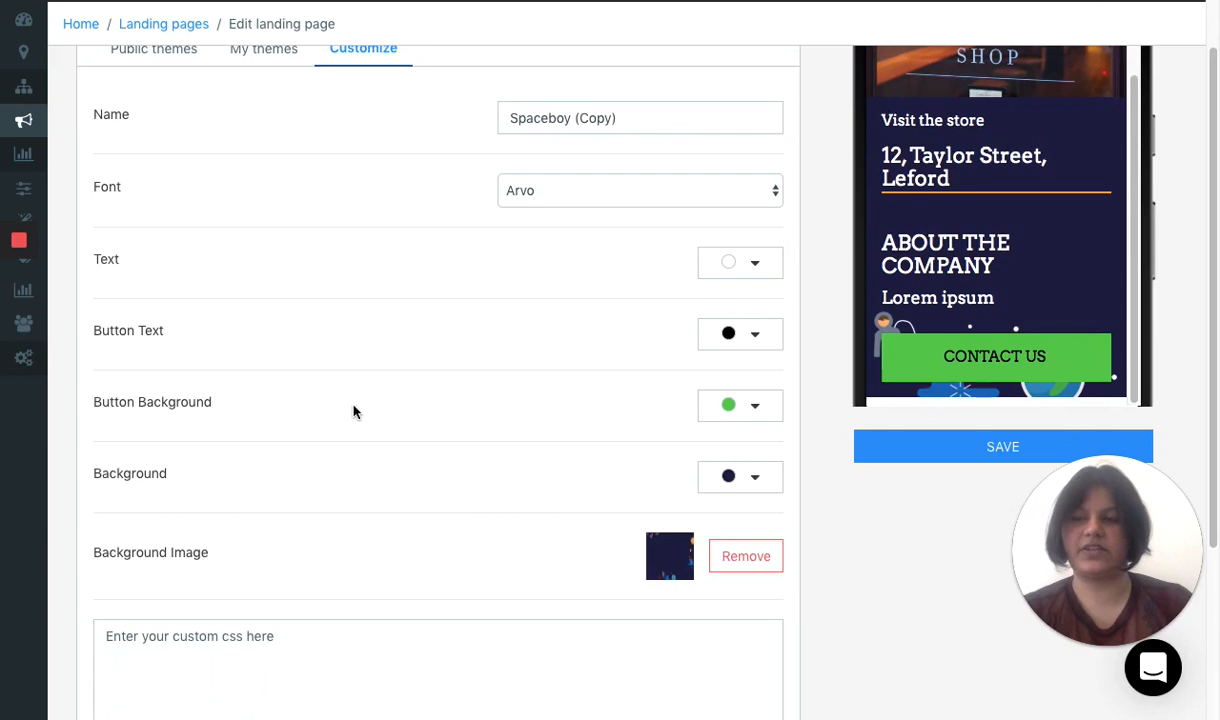 Home / Landing pages / Edit landing page
Public themes My themes Customize
Name Spaceboy (Copy)
Font Arvo
Text
Button Text
Button Background
Background
Background Image Remove
Enter your custom css here
SHOP
Visit the store
12, Taylor Street,
Leford
ABOUT THE
COMPANY
Lorem ipsum
CONTACT US
SAVE